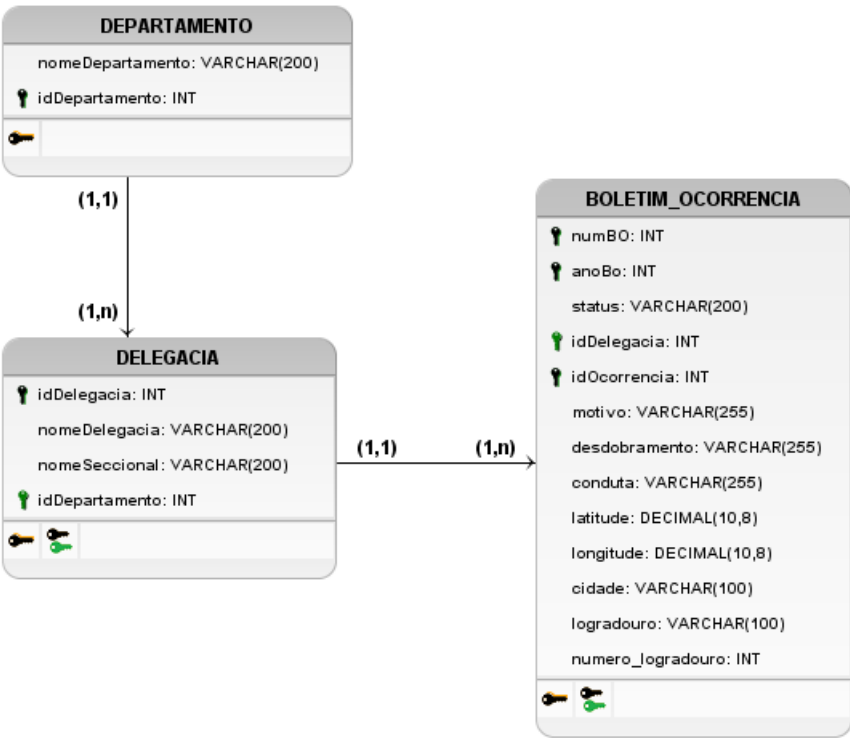 DEPARTAMENTO
nomeDepartamento: VARCHAR(200)
idDepartamento: INT
(1,1)
(1,n)
DELEGACIA
idDelegacia: INT
nomeDelegacia: VARCHAR(200)
nomeSeccional: VARCHAR(200)
idDepartamento: INT
(1,1)
(1,n)
BOLETIM_OCORRENCIA
numBO: INT
anoBo: INT
status: VARCHAR(200)
idDelegacia: INT
idOcorrencia: INT
motivo: VARCHAR(255)
desdobramento: VARCHAR(255)
conduta: VARCHAR(255)
latitude: DECIMAL(10,8)
longitude: DECIMAL(10,8)
cidade: VARCHAR(100)
logradouro: VARCHAR(100)
numero_logradouro: INT